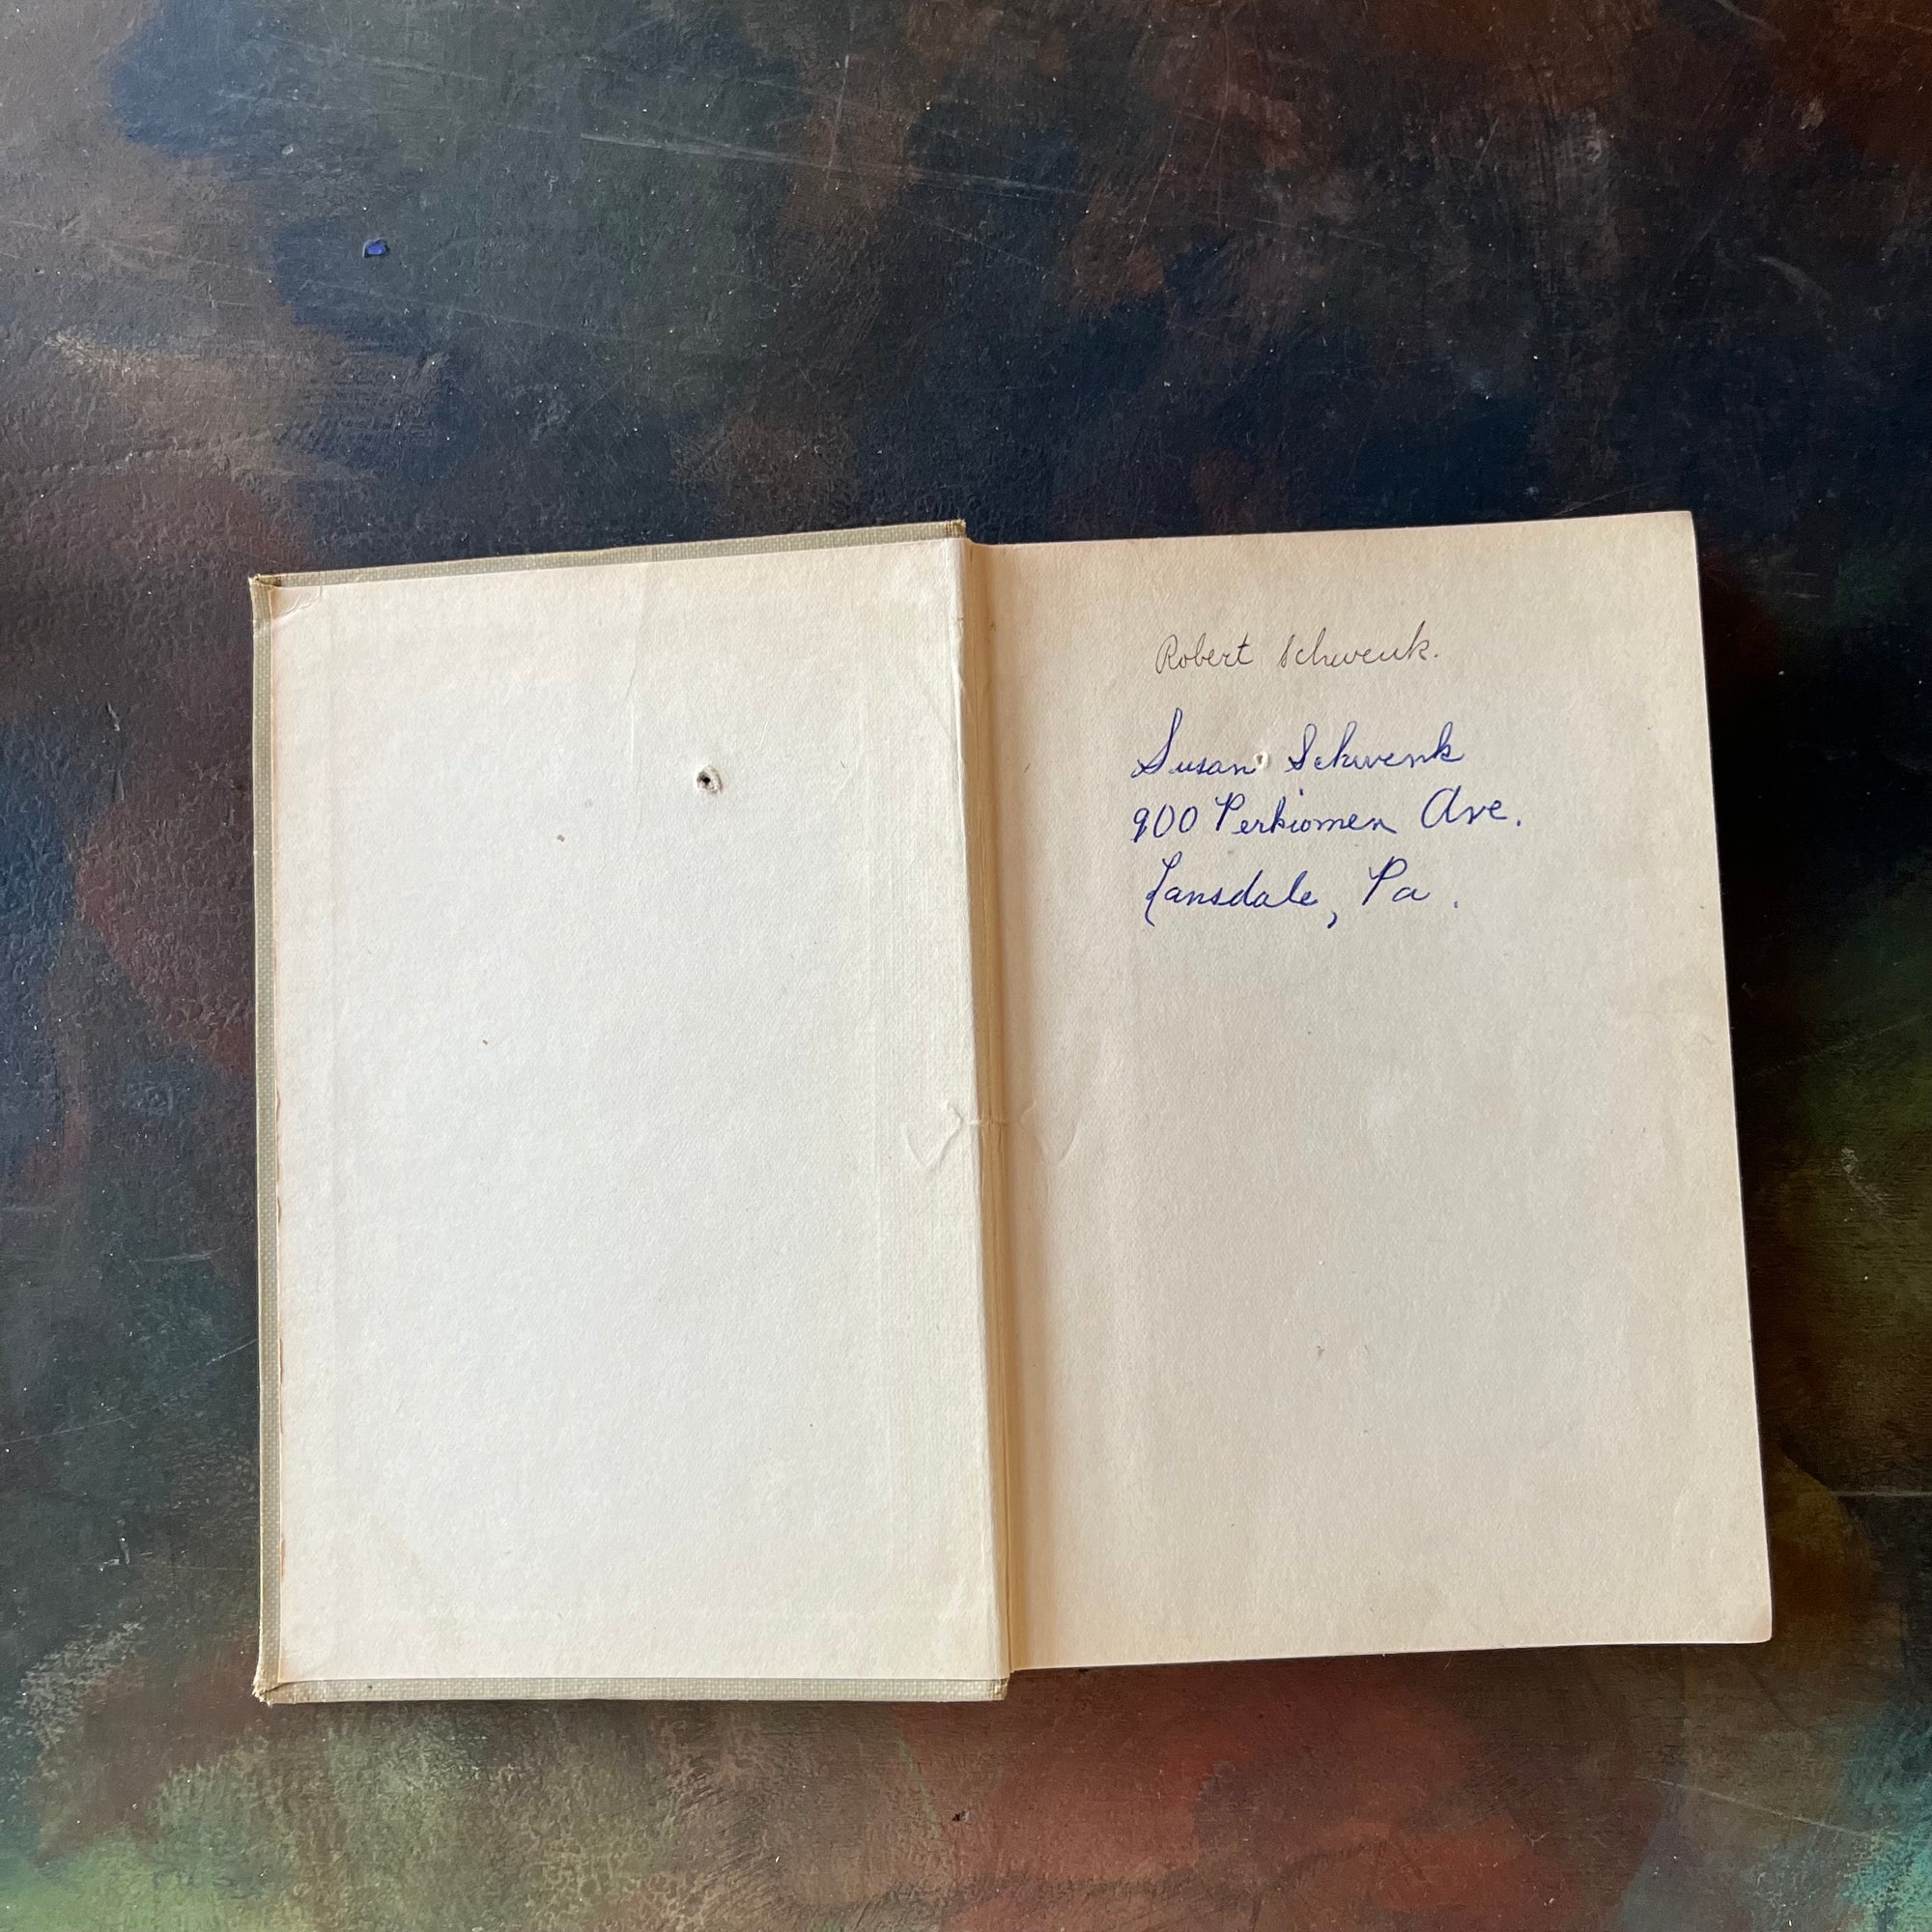 Robert Schwenk.
Susan Schwenk
900 Perkiomen Ave.
Lansdale, Pa.